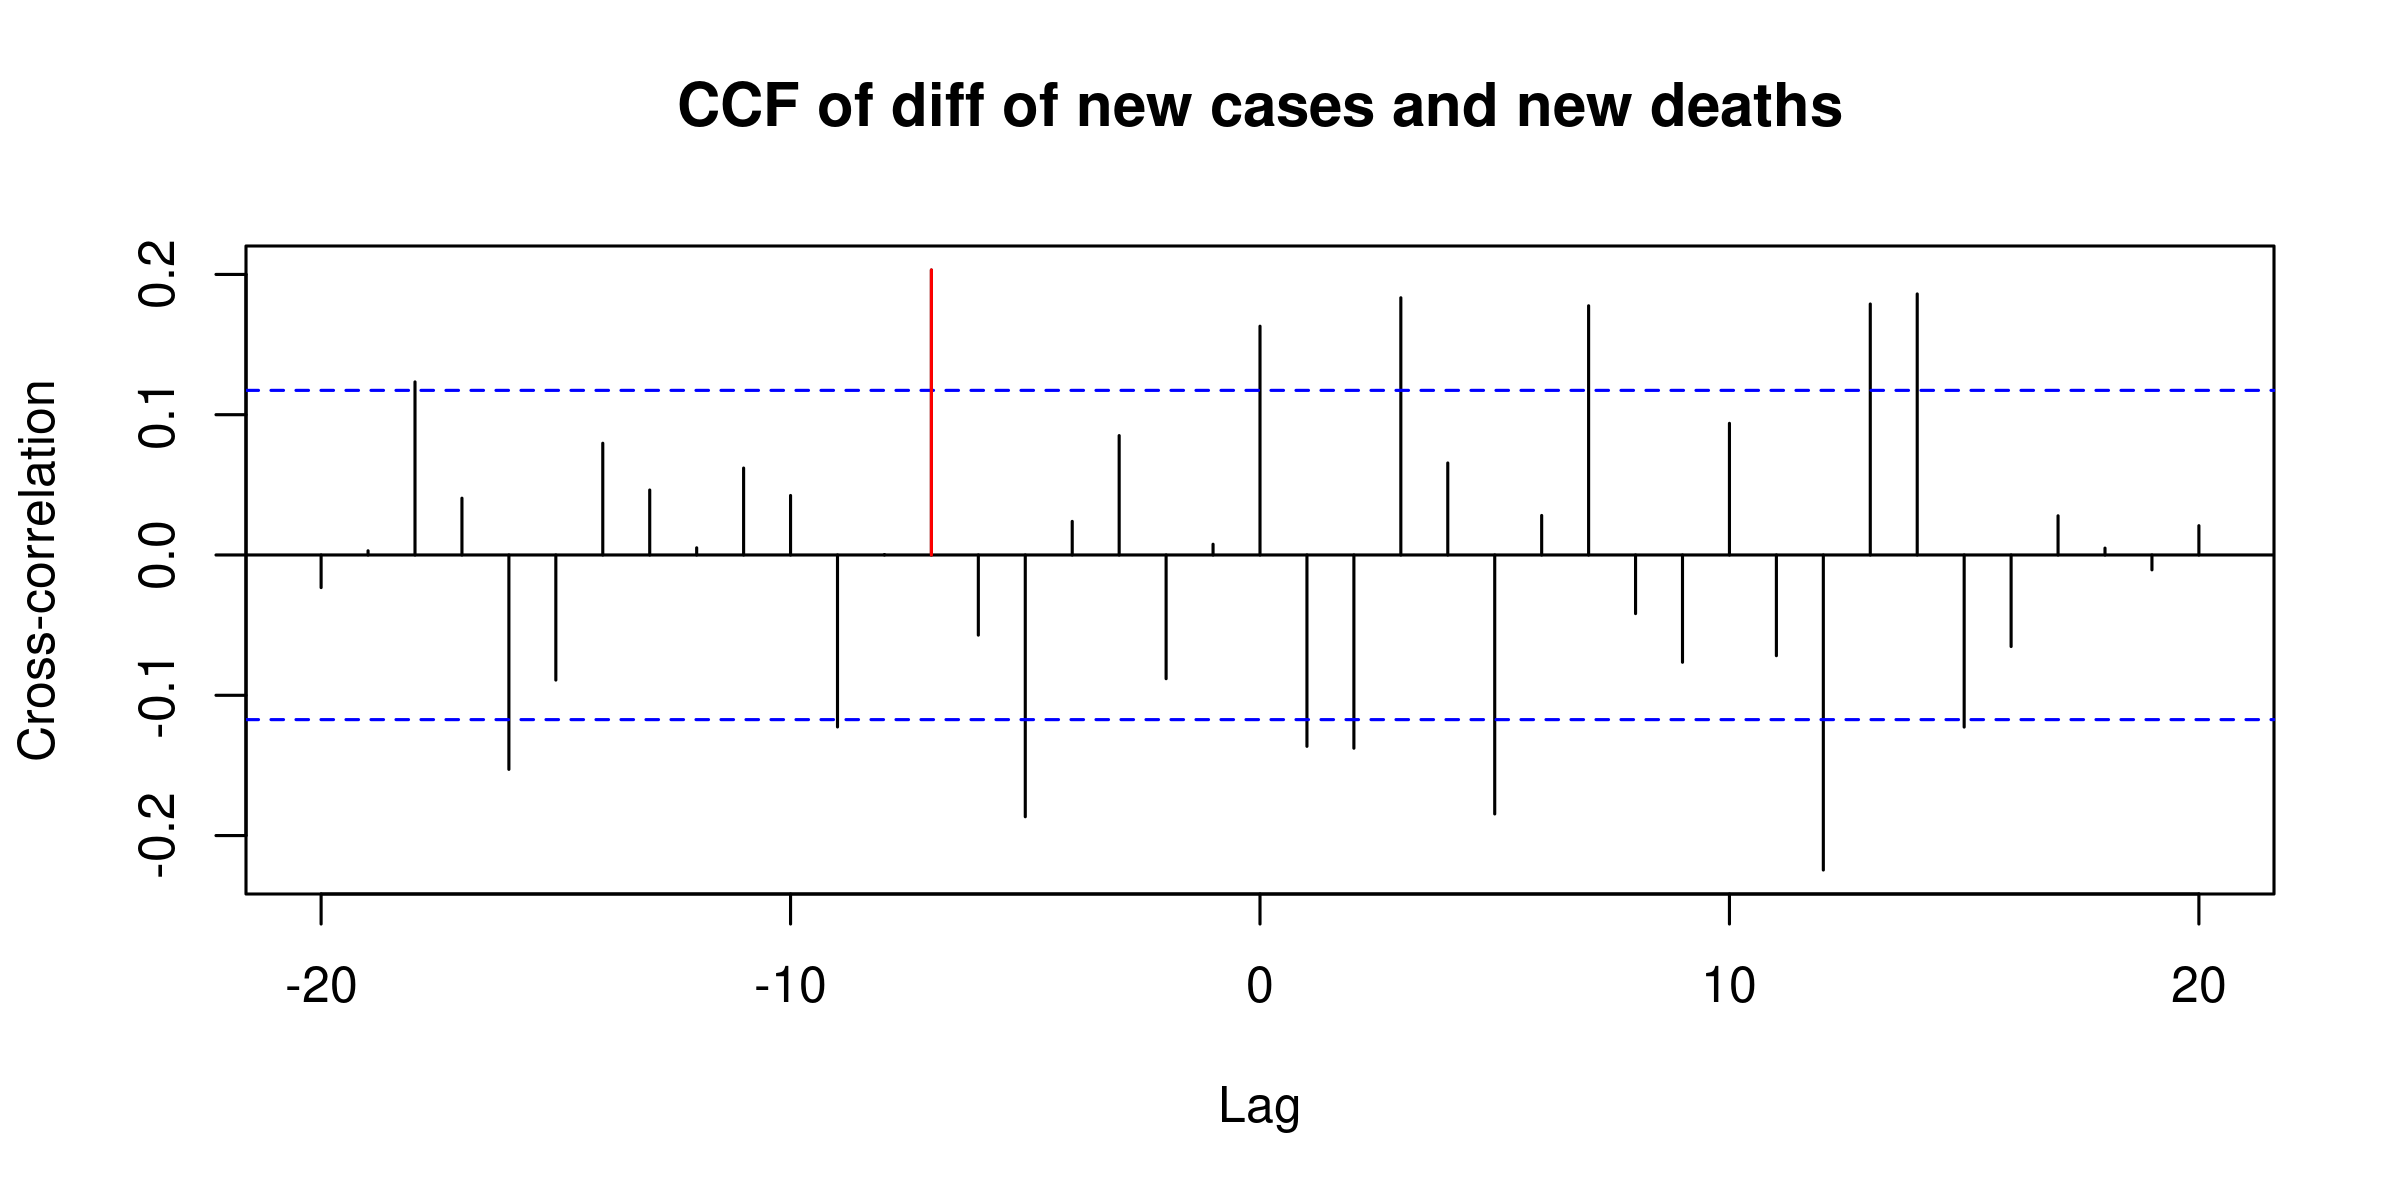 CCF of diff of new cases and new deaths
Cross-correlation
0.2
0.1
0.0
-0.1
-0.2
-20 -10 0 10 20
Lag